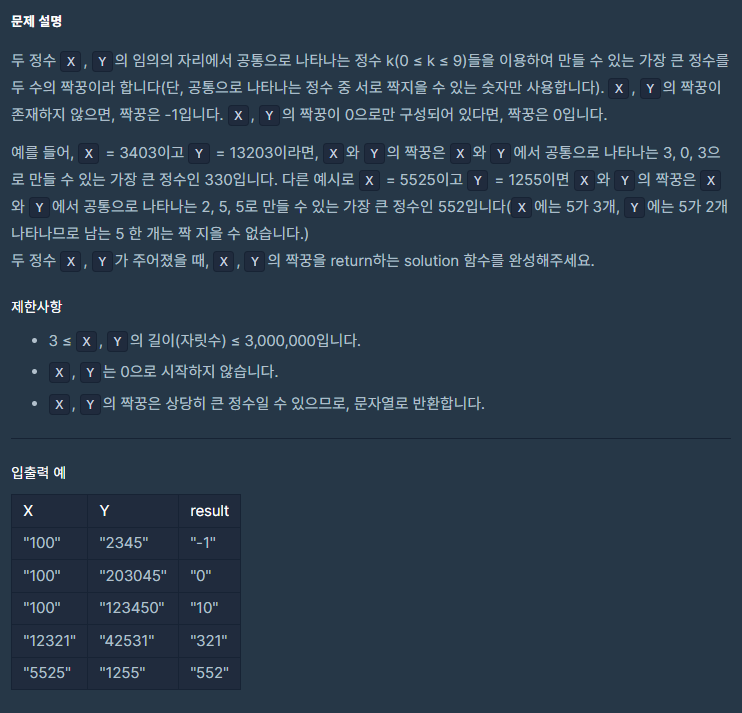 문제 설명
두 정수 X, Y의 임의의 자리에서 공통으로 나타나는 정수 k(0 ≤ k ≤ 9)들을 이용하여 만들 수 있는 가장 큰 정수를
두 수의 짝꿍이라 합니다(단, 공통으로 나타나는 정수 중 서로 짝지을 수 있는 숫자만 사용합니다). X, Y의 짝꿍이
존재하지 않으면, 짝꿍은 -1입니다. X, Y의 짝꿍이 0으로만 구성되어 있다면, 짝꿍은 0입니다.
예를 들어, X = 3403이고 Y = 13203이라면, X와 Y의 짝꿍은 X와 Y에서 공통으로 나타나는 3, 0, 3으
로 만들 수 있는 가장 큰 정수인 330입니다. 다른 예시로 X = 5525이고 Y = 1255이면 X와 Y의 짝꿍은 X
와 Y에서 공통으로 나타나는 2, 5, 5로 만들 수 있는 가장 큰 정수인 552입니다(X에는 5가 3개, Y에는 5가 2개
나타나므로 남는 5 한 개는 짝 지을 수 없습니다.)
두 정수 X, Y가 주어졌을 때, X, Y의 짝꿍을 return하는 solution 함수를 완성해주세요.
제한사항
• 3 ≤ X, Y의 길이(자릿수) ≤ 3,000,000입니다.
• X, Y는 0으로 시작하지 않습니다.
• X, Y의 짝꿍은 상당히 큰 정수일 수 있으므로, 문자열로 반환합니다.
입출력 예
X Y result
"100" "2345" "-1"
"100" "203045" "0"
"100" "123450" "10"
"12321" "42531" "321"
"5525" "1255" "552"